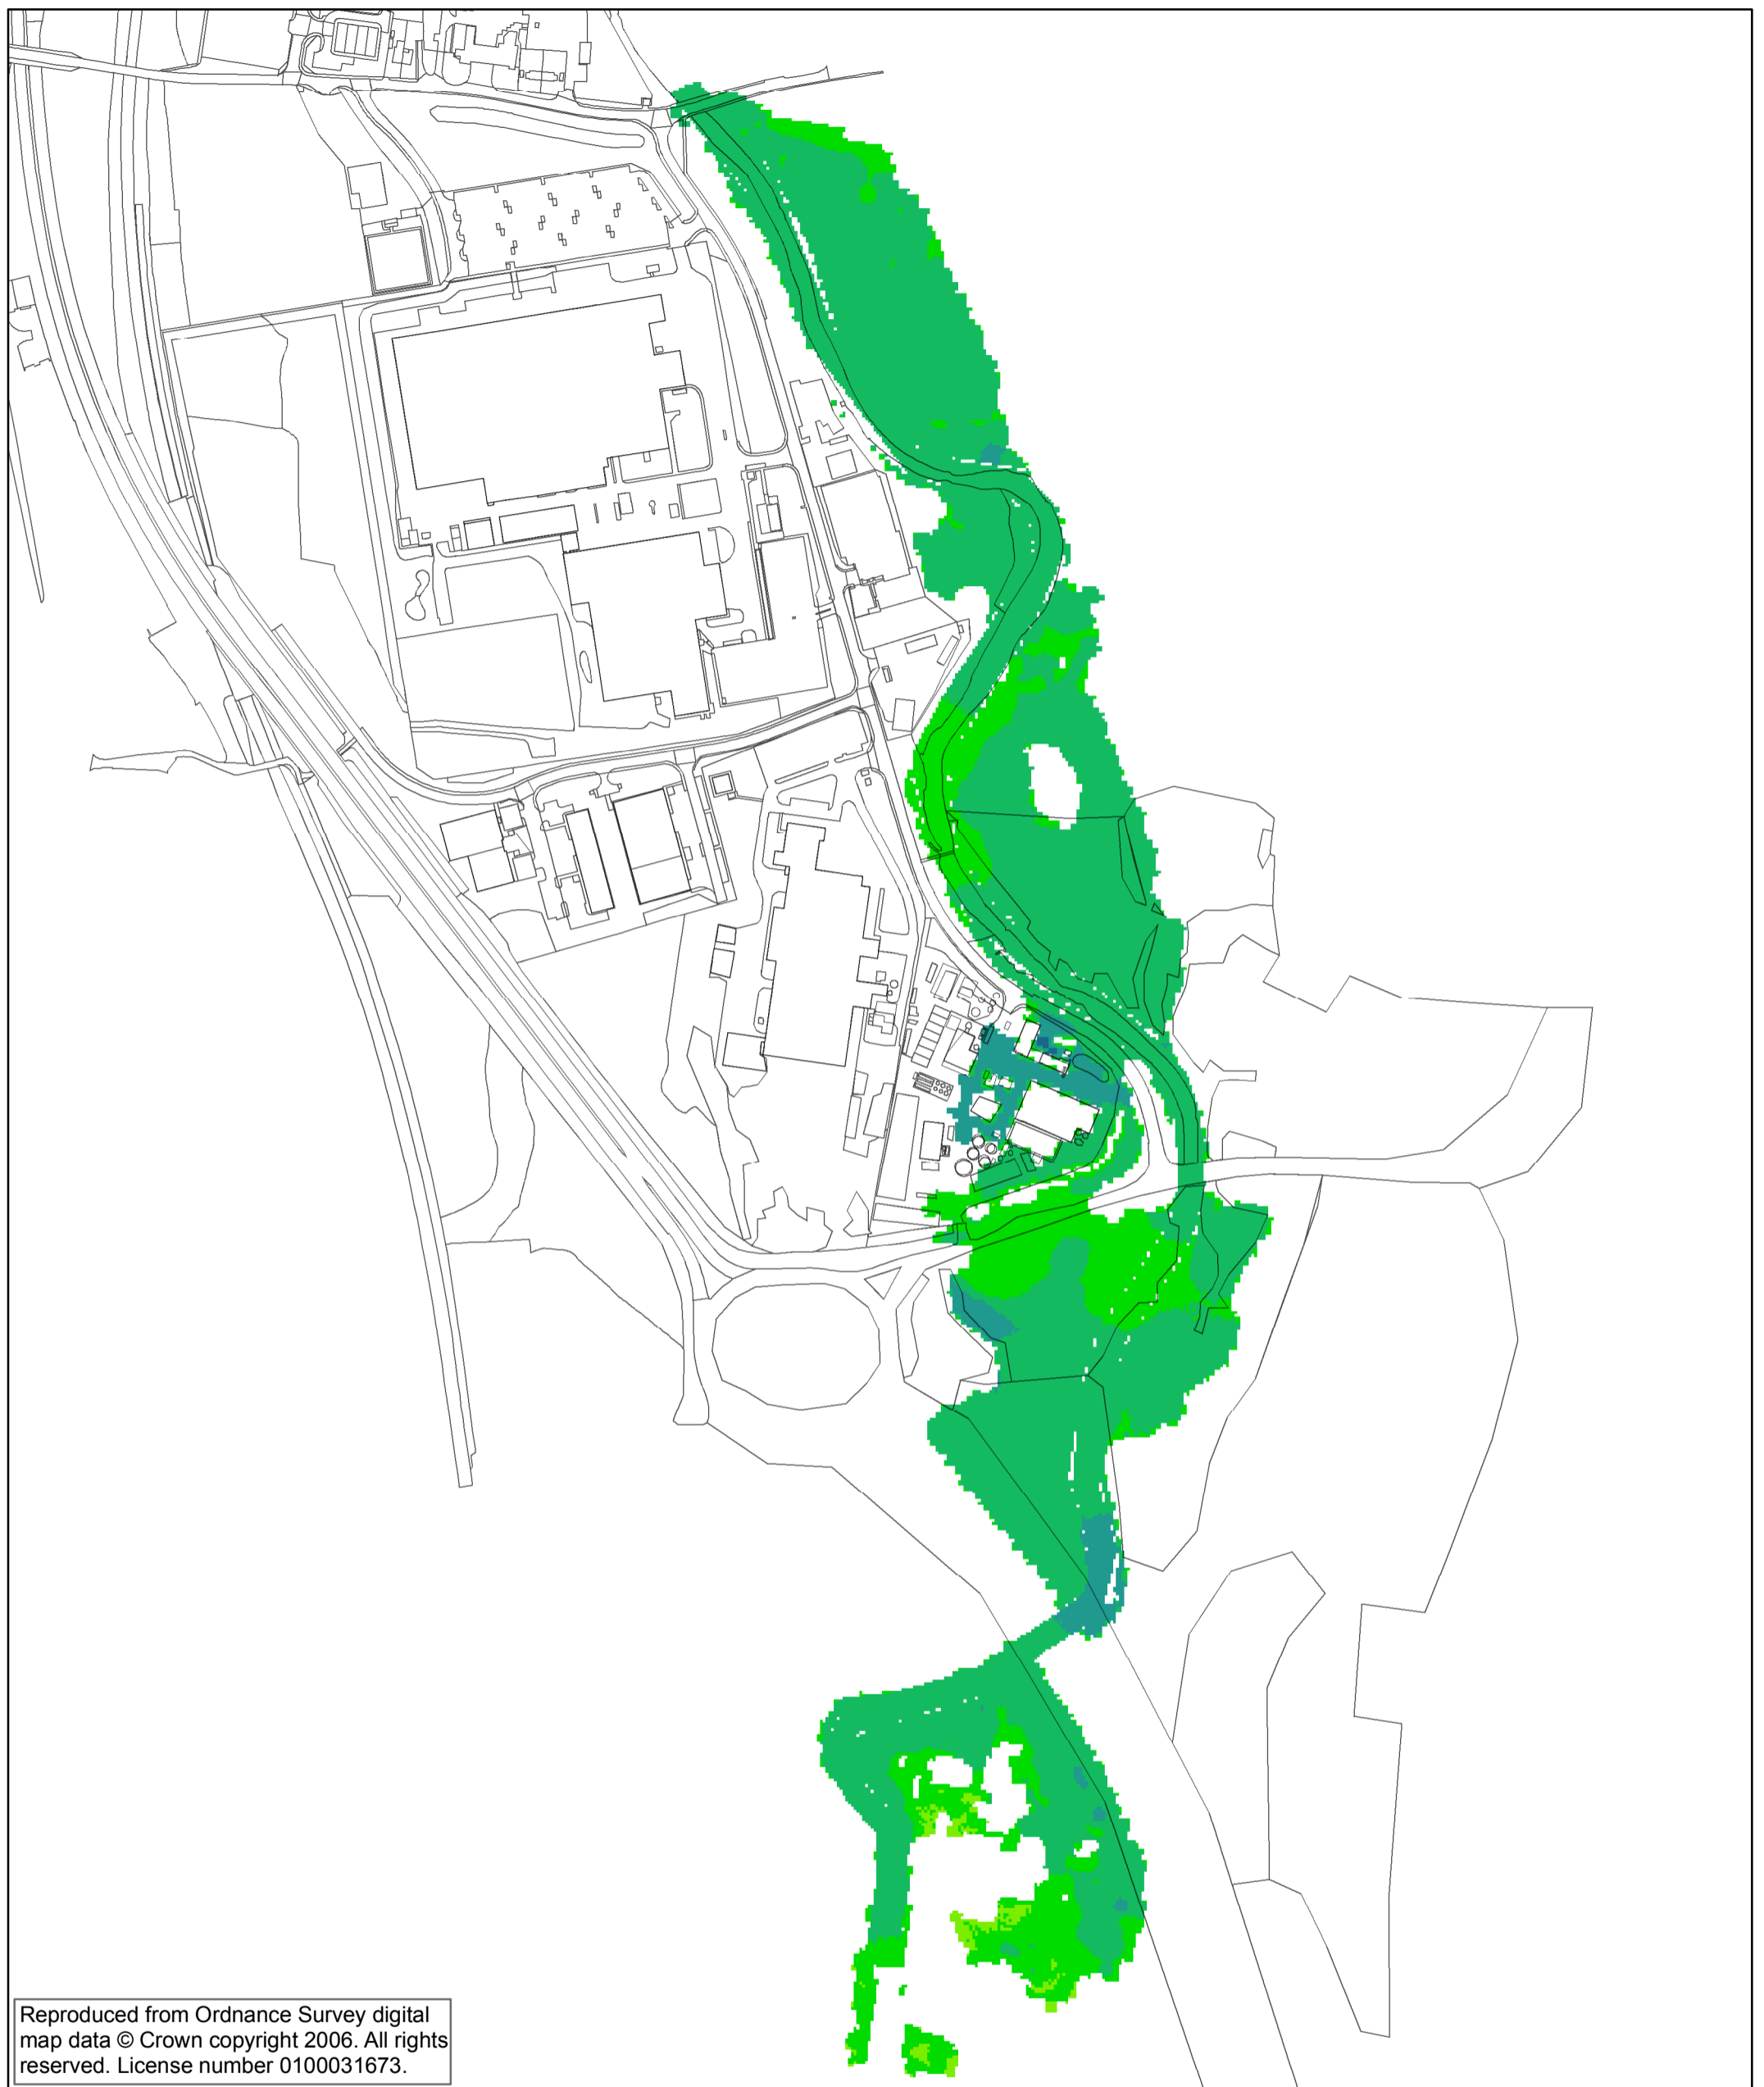 Reproduced from Ordnance Survey digital
map data © Crown copyright 2006. All rights
reserved. License number 0100031673.